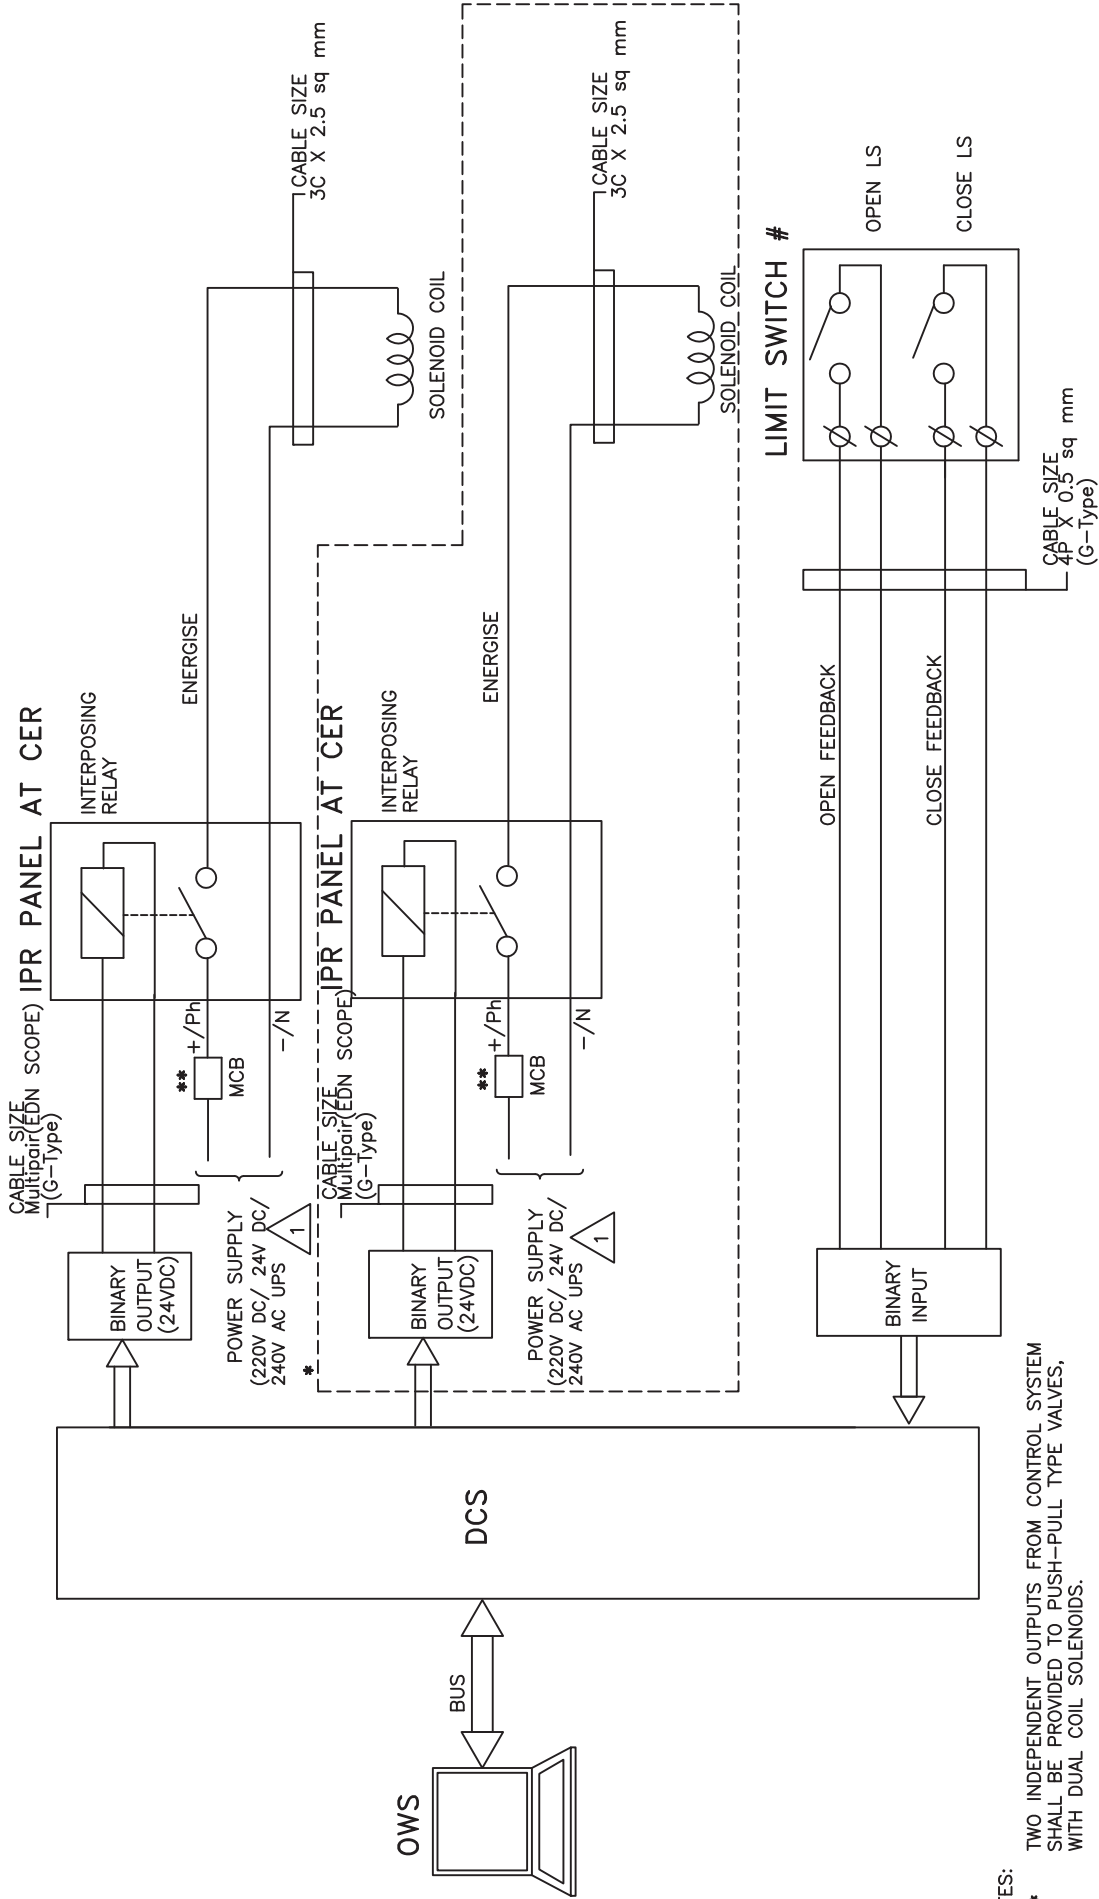 CABLE SIZE
Multipair(EDN SCOPE)
(G-Type)
IPR PANEL AT CER
INTERPOSING
RELAY
ENERGISE
CABLE SIZE
3C X 2.5 sq mm
SOLENOID COIL
BINARY
OUTPUT
(24VDC)
+/Ph
**
MCB
-/N
POWER SUPPLY
(220V DC/ 24V DC/
240V AC UPS
1
*
CABLE SIZE
Multipair(EDN SCOPE)
(G-Type)
IPR PANEL AT CER
INTERPOSING
RELAY
ENERGISE
CABLE SIZE
3C X 2.5 sq mm
SOLENOID COIL
BINARY
OUTPUT
(24VDC)
+/Ph
**
MCB
-/N
POWER SUPPLY
(220V DC/ 24V DC/
240V AC UPS
1
OWS
BUS
DCS
LIMIT SWITCH #
OPEN LS
CLOSE LS
OPEN FEEDBACK
CLOSE FEEDBACK
BINARY
INPUT
CABLE SIZE
4P X 0.5 sq mm
(G-Type)
TWO INDEPENDENT OUTPUTS FROM CONTROL SYSTEM
SHALL BE PROVIDED TO PUSH-PULL TYPE VALVES,
WITH DUAL COIL SOLENOIDS.